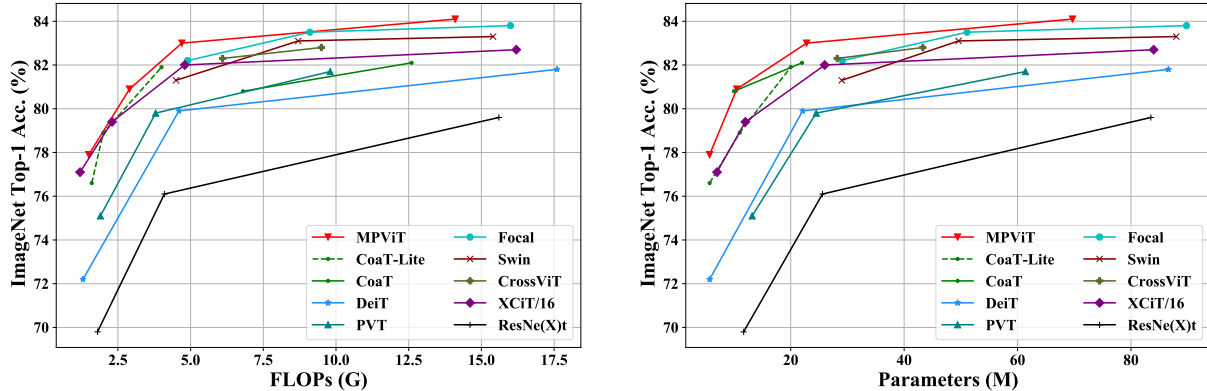 ImageNet Top-1 Acc. (%)
84
82
80
78
76
74
72
70
2.5 5.0 7.5 10.0 12.5 15.0 17.5
FLOPs (G)
MPViT
CoaT-Lite
CoaT
DeiT
PVT
Focal
Swin
CrossViT
XCiT/16
ResNe(X)t
ImageNet Top-1 Acc. (%)
84
82
80
78
76
74
72
70
20 40 60 80
Parameters (M)
MPViT
CoaT-Lite
CoaT
DeiT
PVT
Focal
Swin
CrossViT
XCiT/16
ResNe(X)t